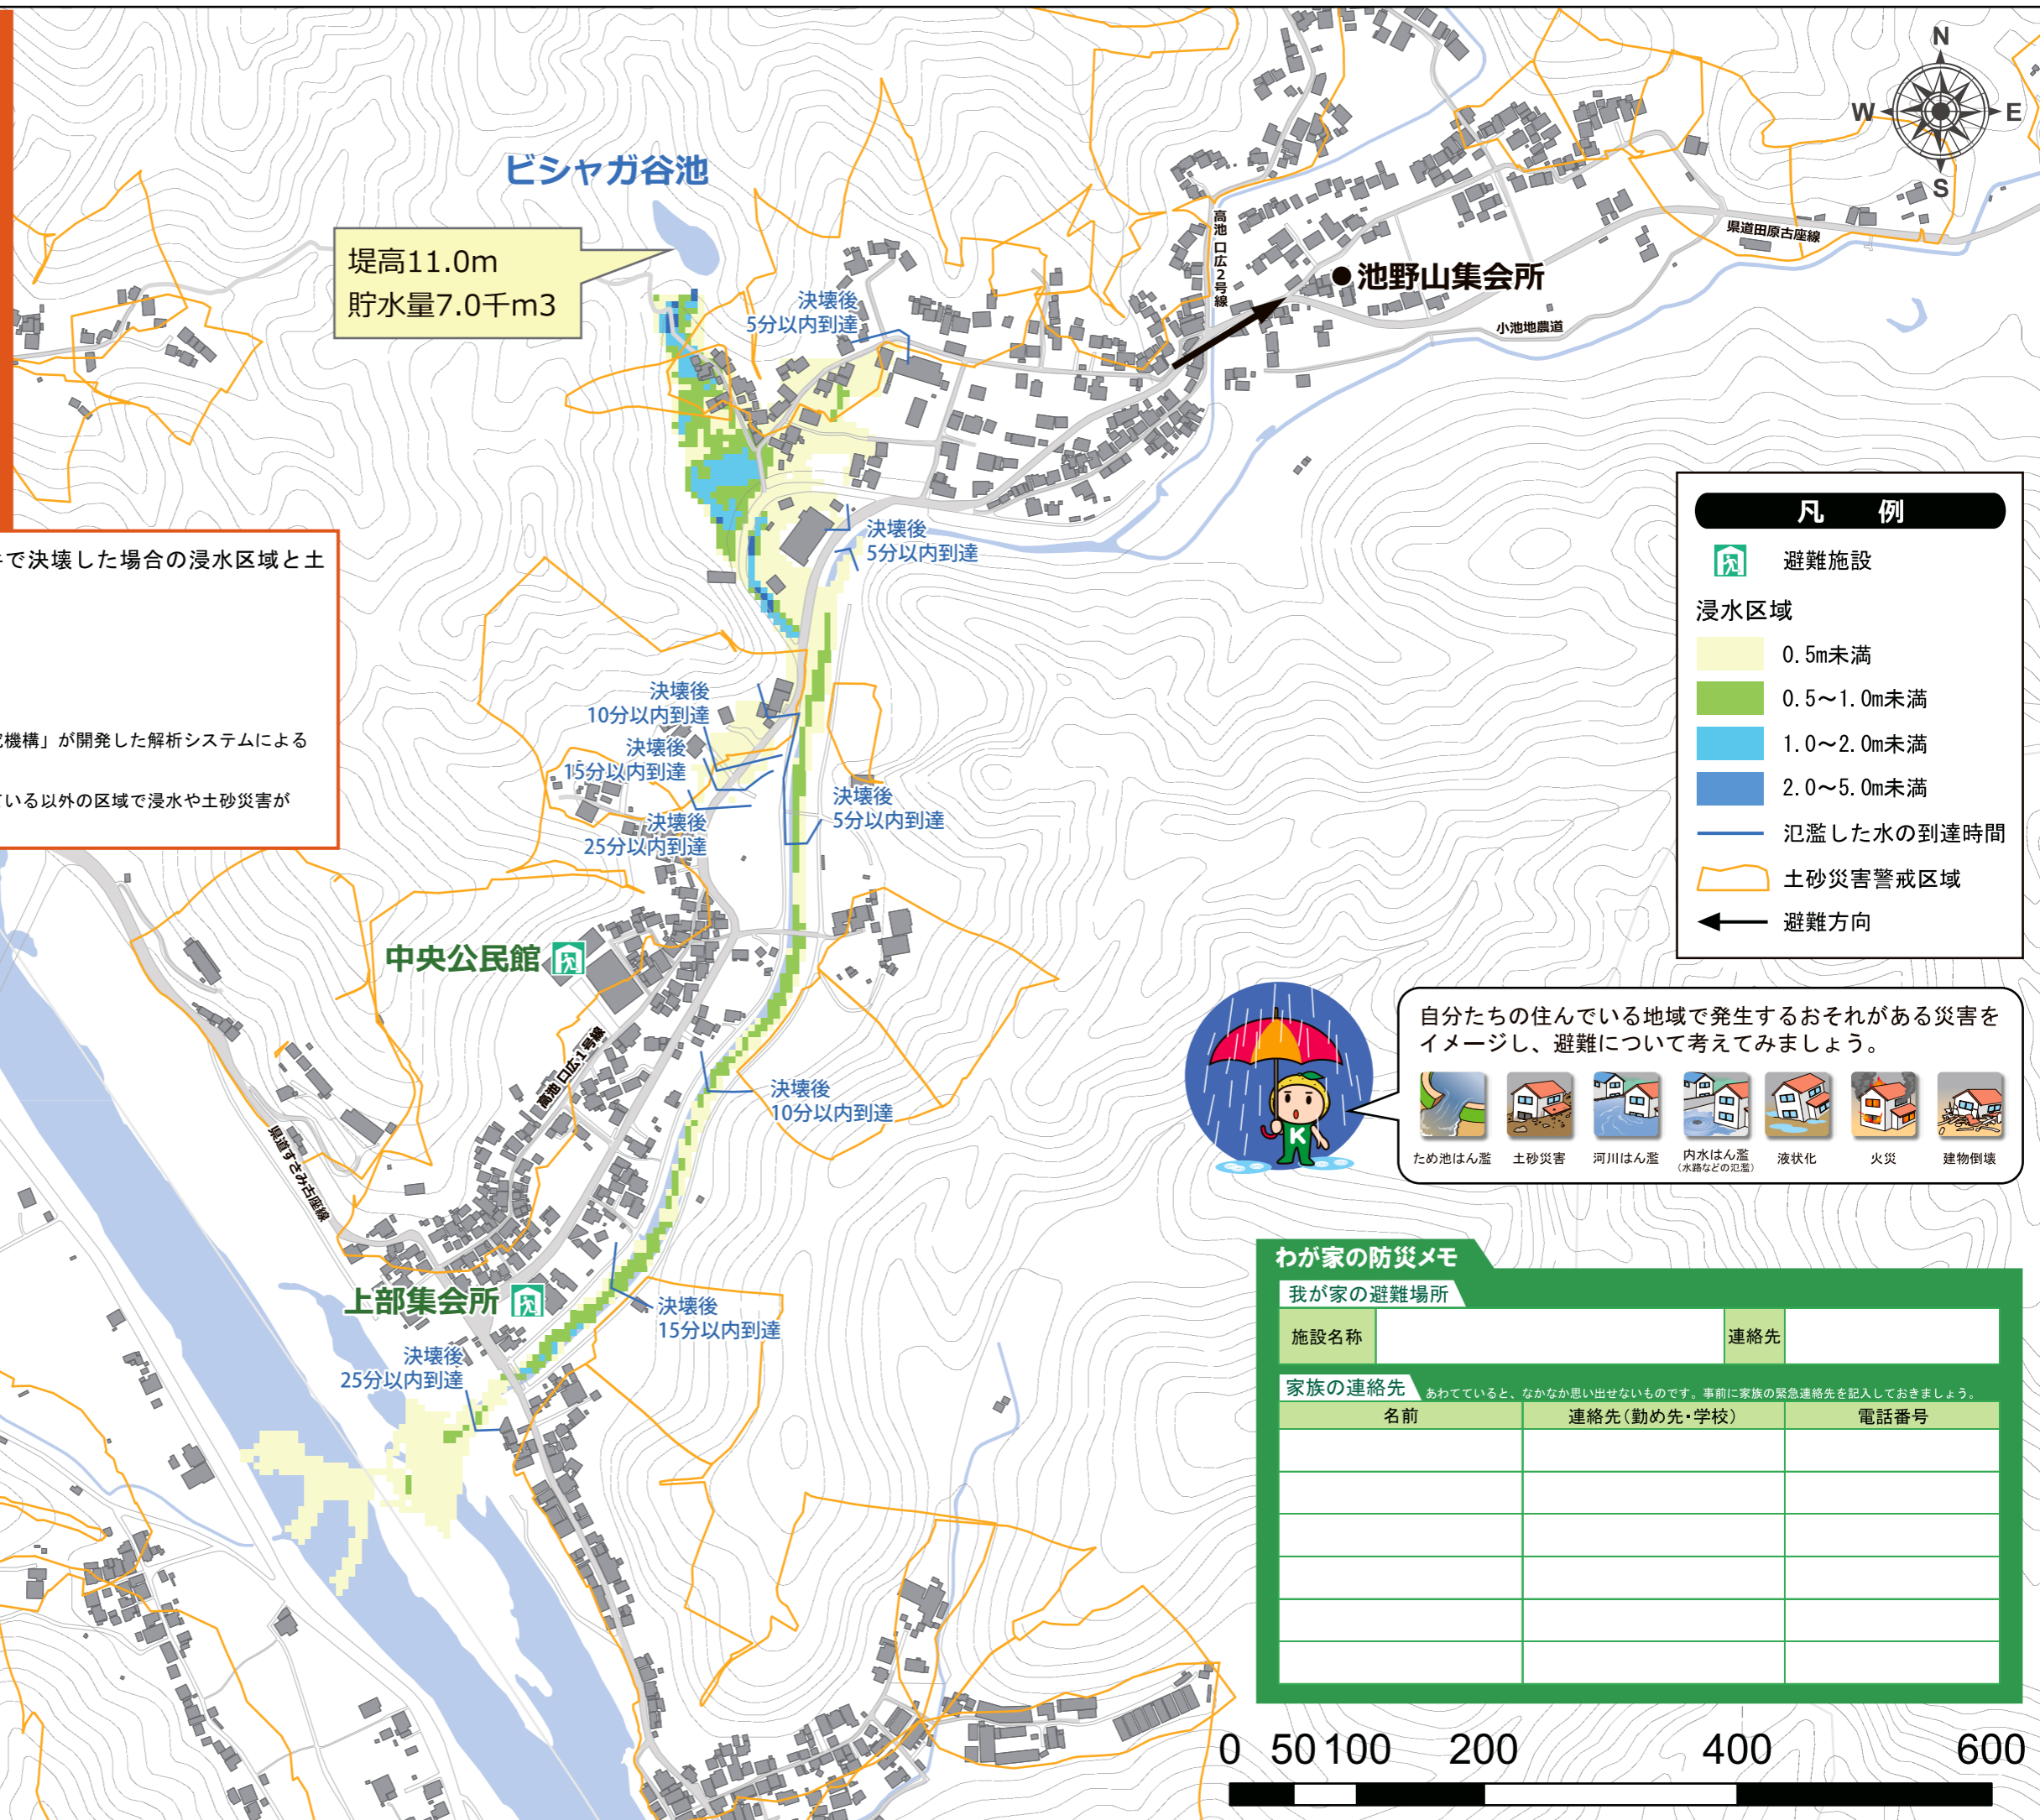 ビシャガ谷池
堤高11.0m
貯水量7.0千m3
決壊後
5分以内到達
高池口広2号線
池野山集会所
県道田原古座線
小池地農道
N
W
E
S
で決壊した場合の浸水区域と土
機構」が開発した解析システムによる
いる以外の区域で浸水や土砂災害が
決壊後
5分以内到達
決壊後
10分以内到達
決壊後
15分以内到達
決壊後
25分以内到達
決壊後
5分以内到達
中央公民館
高池口広1号線
決壊後
10分以内到達
県道すさみ古座線
上部集会所
決壊後
15分以内到達
決壊後
25分以内到達
凡 例
避難施設
浸水区域
0.5m未満
0.5～1.0m未満
1.0～2.0m未満
2.0～5.0m未満
氾濫した水の到達時間
土砂災害警戒区域
避難方向
自分たちの住んでいる地域で発生するおそれがある災害を
イメージし、避難について考えてみましょう。
K
ため池はん濫
土砂災害
河川はん濫
内水はん濫
(水路などの氾濫)
液状化
火災
建物倒壊
わが家の防災メモ
我が家の避難場所
施設名称
連絡先
家族の連絡先 あわてていると、なかなか思い出せないものです。事前に家族の緊急連絡先を記入しておきましょう。
名前 連絡先(勤め先・学校) 電話番号
0 50 100 200 400 600